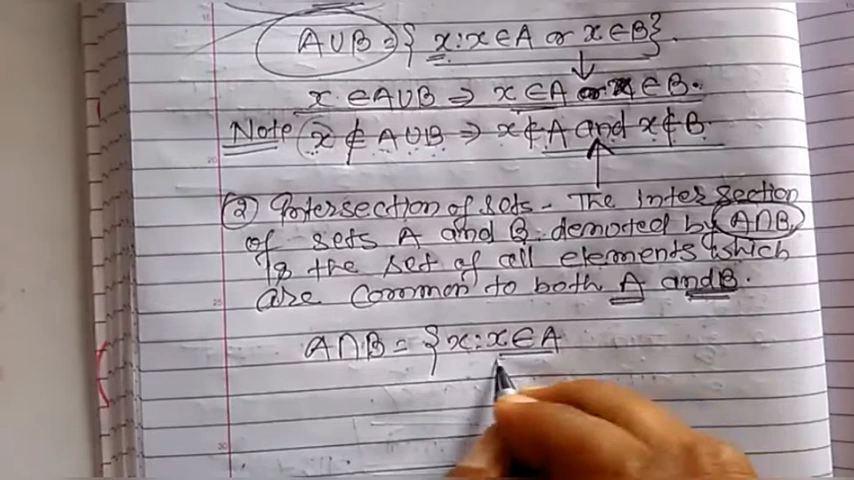 A∪B = { x : x ∈ A or x ∈ B }.
x ∈ A∪B ⇒ x ∈ A or x ∈ B.
Note x ∉ A∪B ⇒ x ∉ A and x ∉ B
(2) Intersection of sets - The intersection
of sets A and B denoted by A∩B
is the set of all elements which
are common to both A and B.
A∩B = { x : x ∈ A